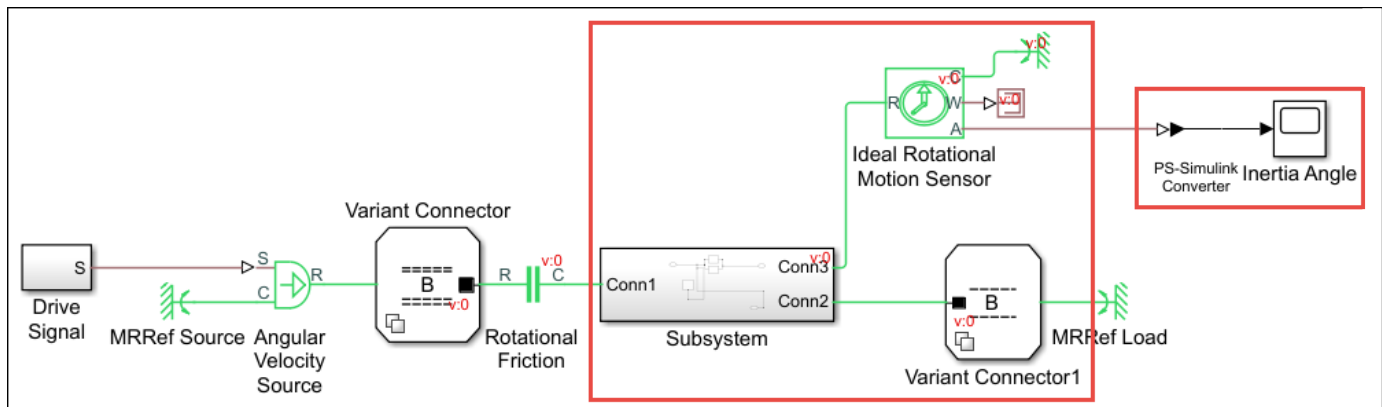 v:0
C
v:0
R
W
v:0
A
Ideal Rotational
Motion Sensor
PS-Simulink
Converter
Inertia Angle
Variant Connector
S
Drive
Signal
S
C
R
MRRef Source
Angular
Velocity
Source
B
v:0
R
v:0
C
Rotational
Friction
Conn1
v:0
Conn3
Conn2
Subsystem
B
v:0
Variant Connector1
MRRef Load